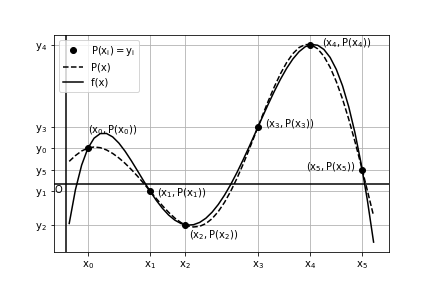 P(xᵢ) = yᵢ
P(x)
f(x)
y₄
y₃
y₀
y₅
y₁
y₂
O
(x₀, P(x₀))
(x₁, P(x₁))
(x₂, P(x₂))
(x₃, P(x₃))
(x₄, P(x₄))
(x₅, P(x₅))
x₀ x₁ x₂ x₃ x₄ x₅